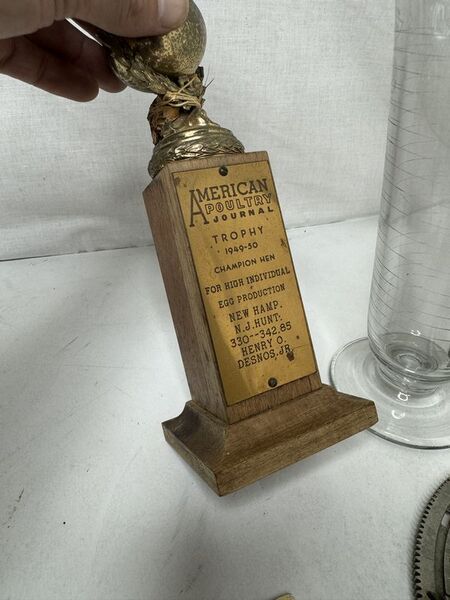 AMERICAN
POULTRY
JOURNAL
TROPHY
1949-50
CHAMPION HEN
FOR HIGH INDIVIDUAL
EGG PRODUCTION
NEW HAMP.
N.J. HUNT.
330--342.85
HENRY O.
DESNOS, JR.